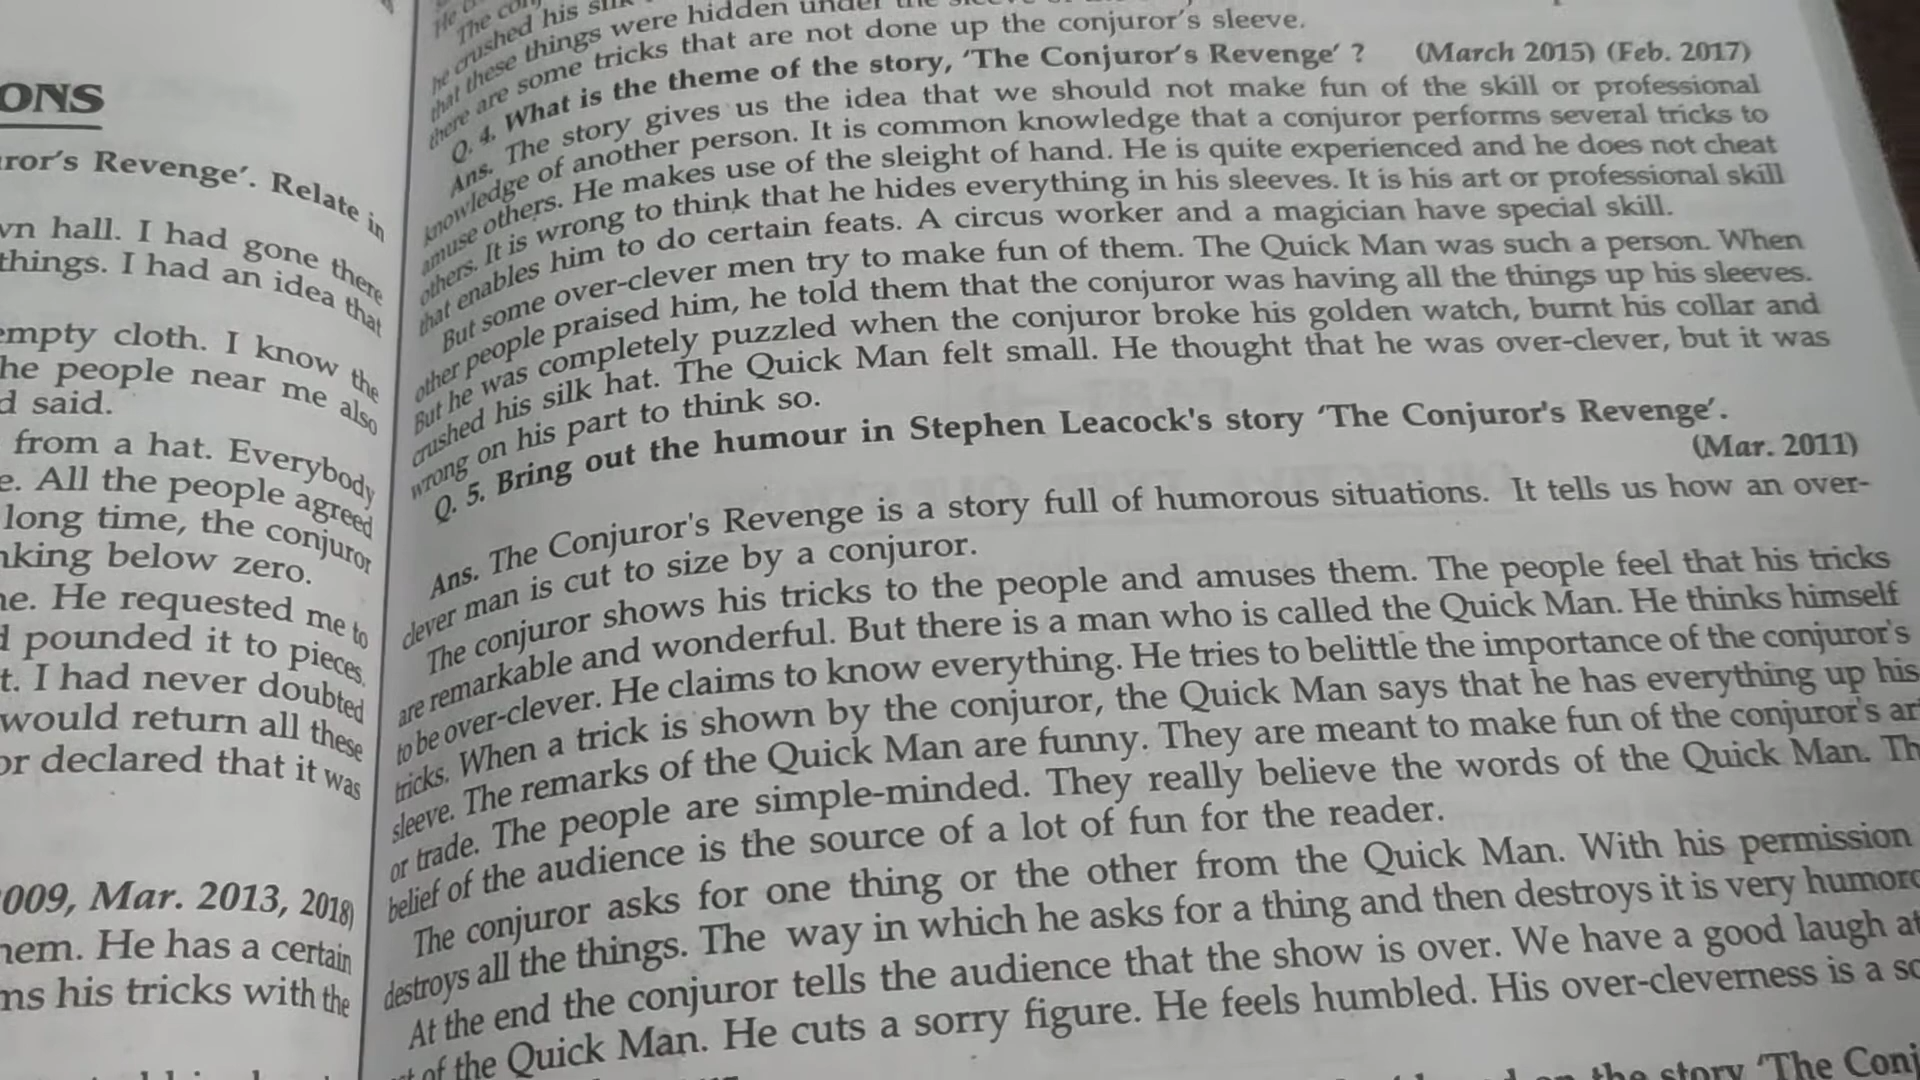 ONS
ror's Revenge'. Relate in
wn hall. I had gone there
things. I had an idea that
empty cloth. I know the
he people near me also
d said.
from a hat. Everybody
e. All the people agreed
long time, the conjuror
nking below zero.
ne. He requested me to
d pounded it to pieces.
t. I had never doubted
would return all these
or declared that it was
009, Mar. 2013, 2018)
hem. He has a certain
ms his tricks with the
he crushed his silk
that these things were hidden under the
there are some tricks that are not done up the conjuror's sleeve.
Q. 4. What is the theme of the story, 'The Conjuror's Revenge' ? (March 2015) (Feb. 2017)
Ans. The story gives us the idea that we should not make fun of the skill or professional
knowledge of another person. It is common knowledge that a conjuror performs several tricks to
amuse others. He makes use of the sleight of hand. He is quite experienced and he does not cheat
others. It is wrong to think that he hides everything in his sleeves. It is his art or professional skill
that enables him to do certain feats. A circus worker and a magician have special skill.
But some over-clever men try to make fun of them. The Quick Man was such a person. When
other people praised him, he told them that the conjuror was having all the things up his sleeves.
But he was completely puzzled when the conjuror broke his golden watch, burnt his collar and
crushed his silk hat. The Quick Man felt small. He thought that he was over-clever, but it was
wrong on his part to think so.
Q. 5. Bring out the humour in Stephen Leacock's story 'The Conjuror's Revenge'.
(Mar. 2011)
Ans. The Conjuror's Revenge is a story full of humorous situations. It tells us how an over-
clever man is cut to size by a conjuror.
The conjuror shows his tricks to the people and amuses them. The people feel that his tricks
are remarkable and wonderful. But there is a man who is called the Quick Man. He thinks himself
to be over-clever. He claims to know everything. He tries to belittle the importance of the conjuror's
tricks. When a trick is shown by the conjuror, the Quick Man says that he has everything up his
sleeve. The remarks of the Quick Man are funny. They are meant to make fun of the conjuror's ar
or trade. The people are simple-minded. They really believe the words of the Quick Man. Th
belief of the audience is the source of a lot of fun for the reader.
The conjuror asks for one thing or the other from the Quick Man. With his permission
destroys all the things. The way in which he asks for a thing and then destroys it is very humoro
At the end the conjuror tells the audience that the show is over. We have a good laugh at
of the Quick Man. He cuts a sorry figure. He feels humbled. His over-cleverness is a so
on the story 'The Conj